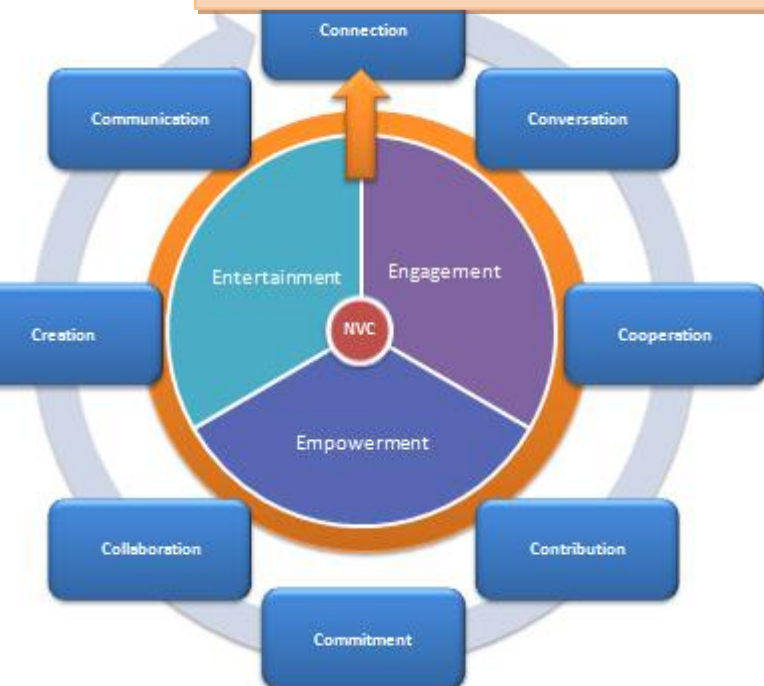 Connection
Communication
Conversation
Entertainment
Engagement
NVC
Creation
Cooperation
Empowerment
Collaboration
Contribution
Commitment